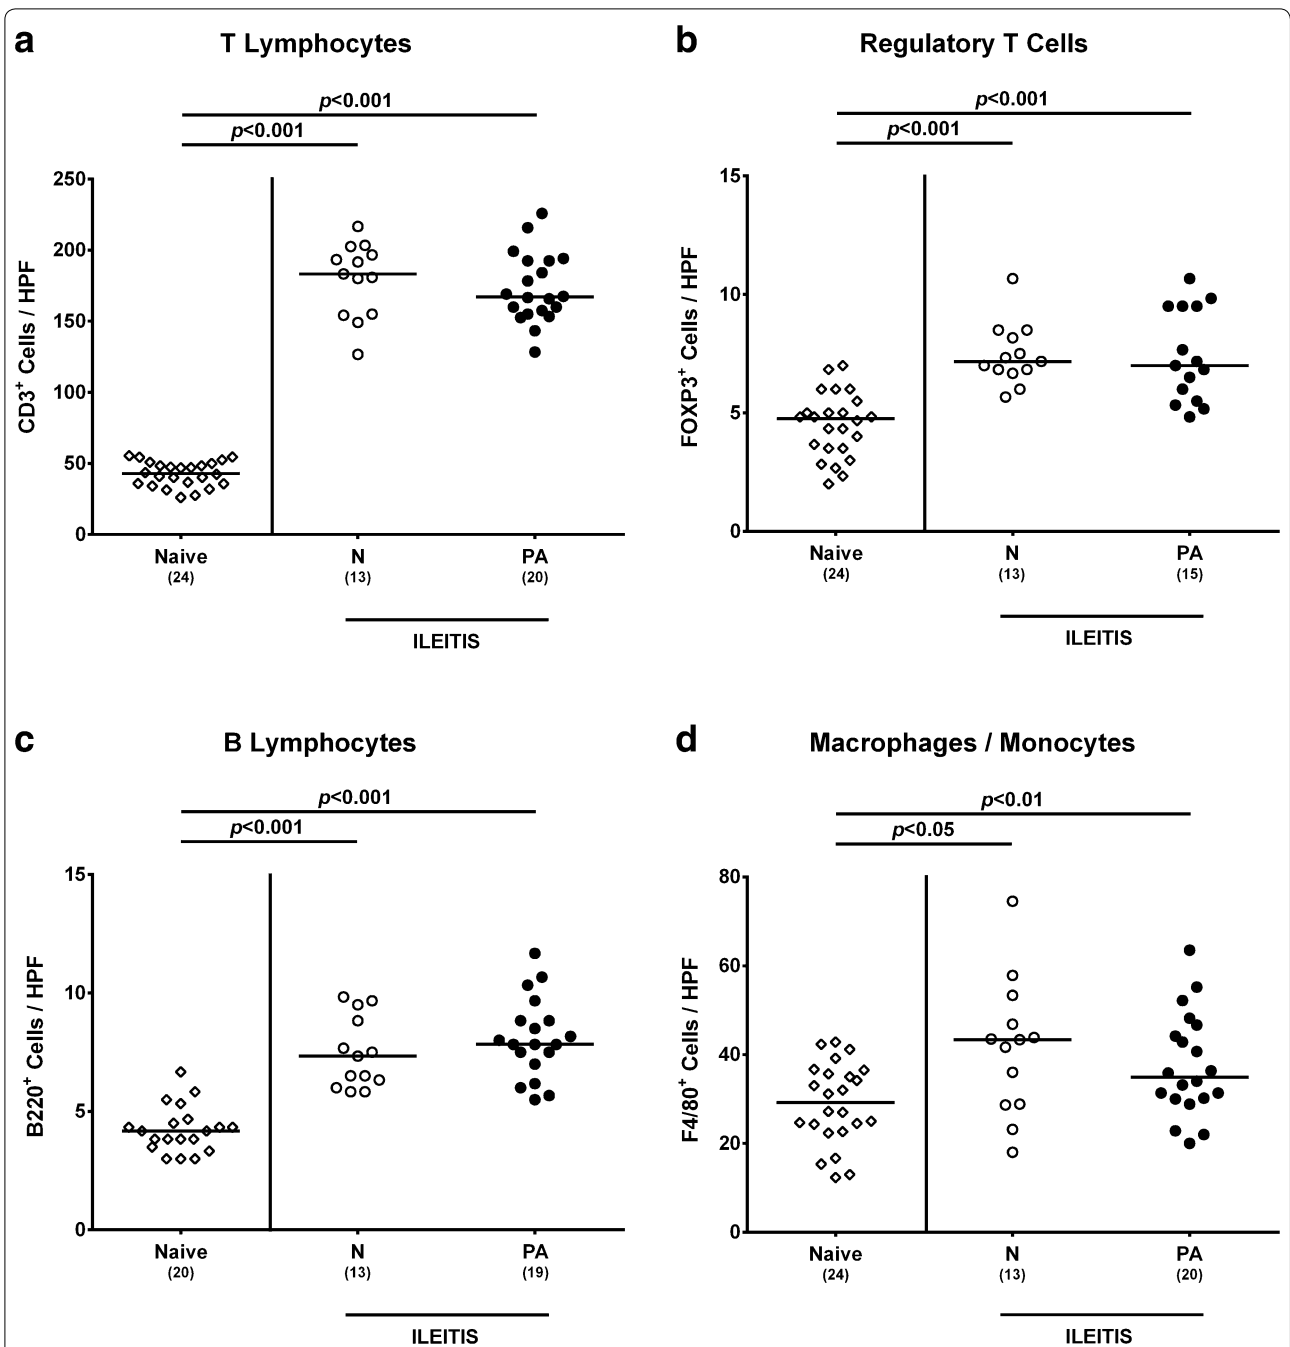 a
T Lymphocytes
p<0.001
p<0.001
250
200
150
100
50
0
CD3+ Cells / HPF
Naive
N
PA
(24)
(13)
(20)
ILEITIS
b
Regulatory T Cells
p<0.001
p<0.001
15
10
5
0
FOXP3+ Cells / HPF
Naive
N
PA
(24)
(13)
(15)
ILEITIS
c
B Lymphocytes
p<0.001
p<0.001
15
10
5
0
B220+ Cells / HPF
Naive
N
PA
(20)
(13)
(19)
ILEITIS
d
Macrophages / Monocytes
p<0.01
p<0.05
80
60
40
20
0
F4/80+ Cells / HPF
Naive
N
PA
(24)
(13)
(20)
ILEITIS